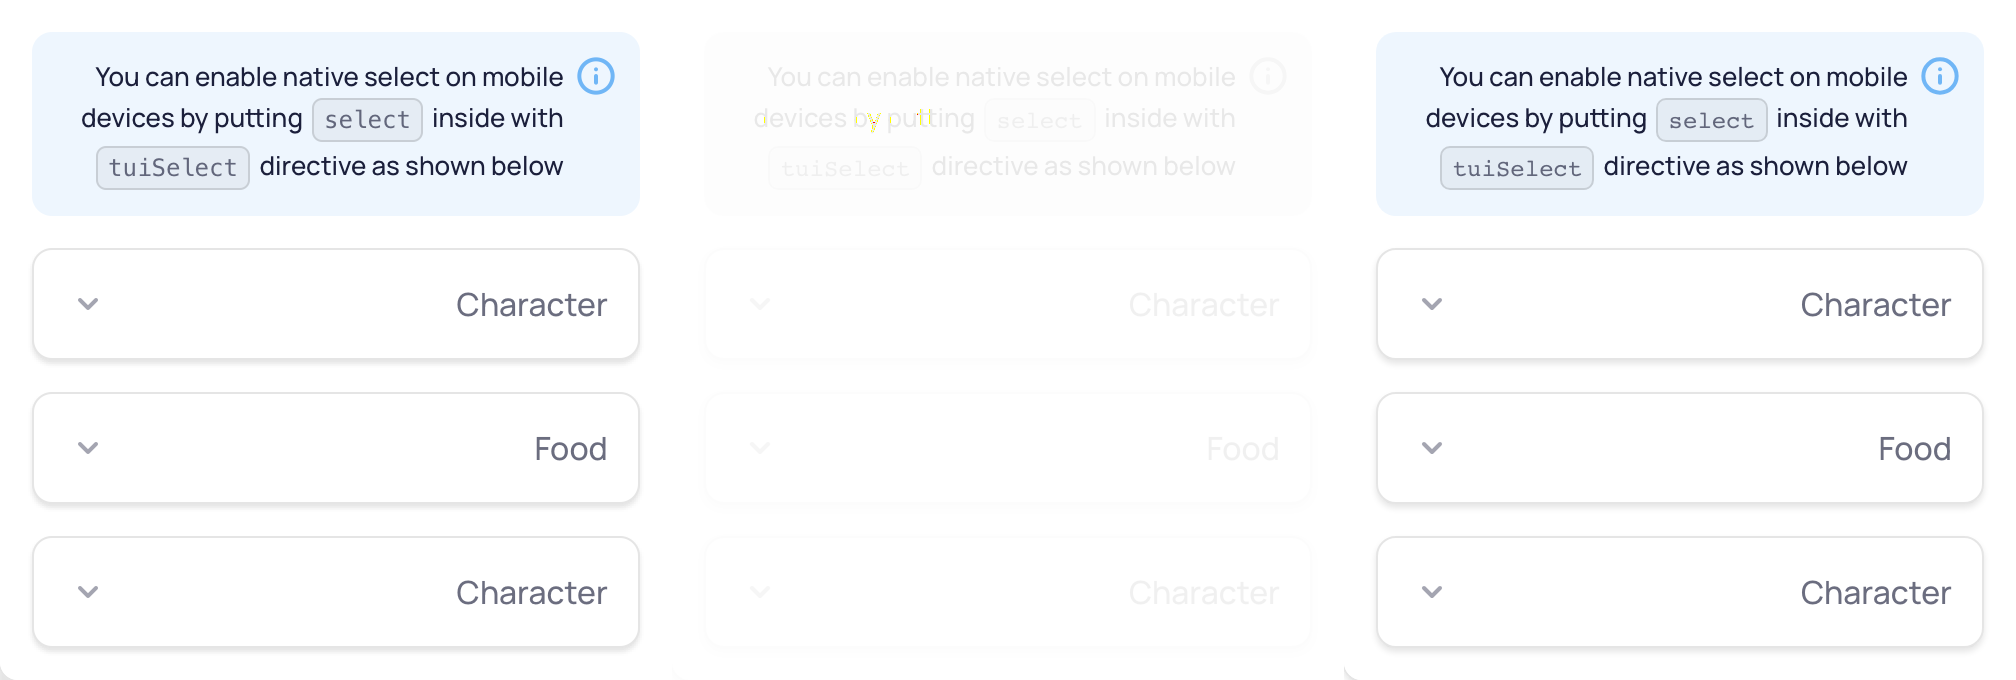 You can enable native select on mobile
devices by putting select inside with
tuiSelect directive as shown below
Character
Food
Character
You can enable native select on mobile
devices by putting select inside with
tuiSelect directive as shown below
Character
Food
Character
You can enable native select on mobile
devices by putting select inside with
tuiSelect directive as shown below
Character
Food
Character